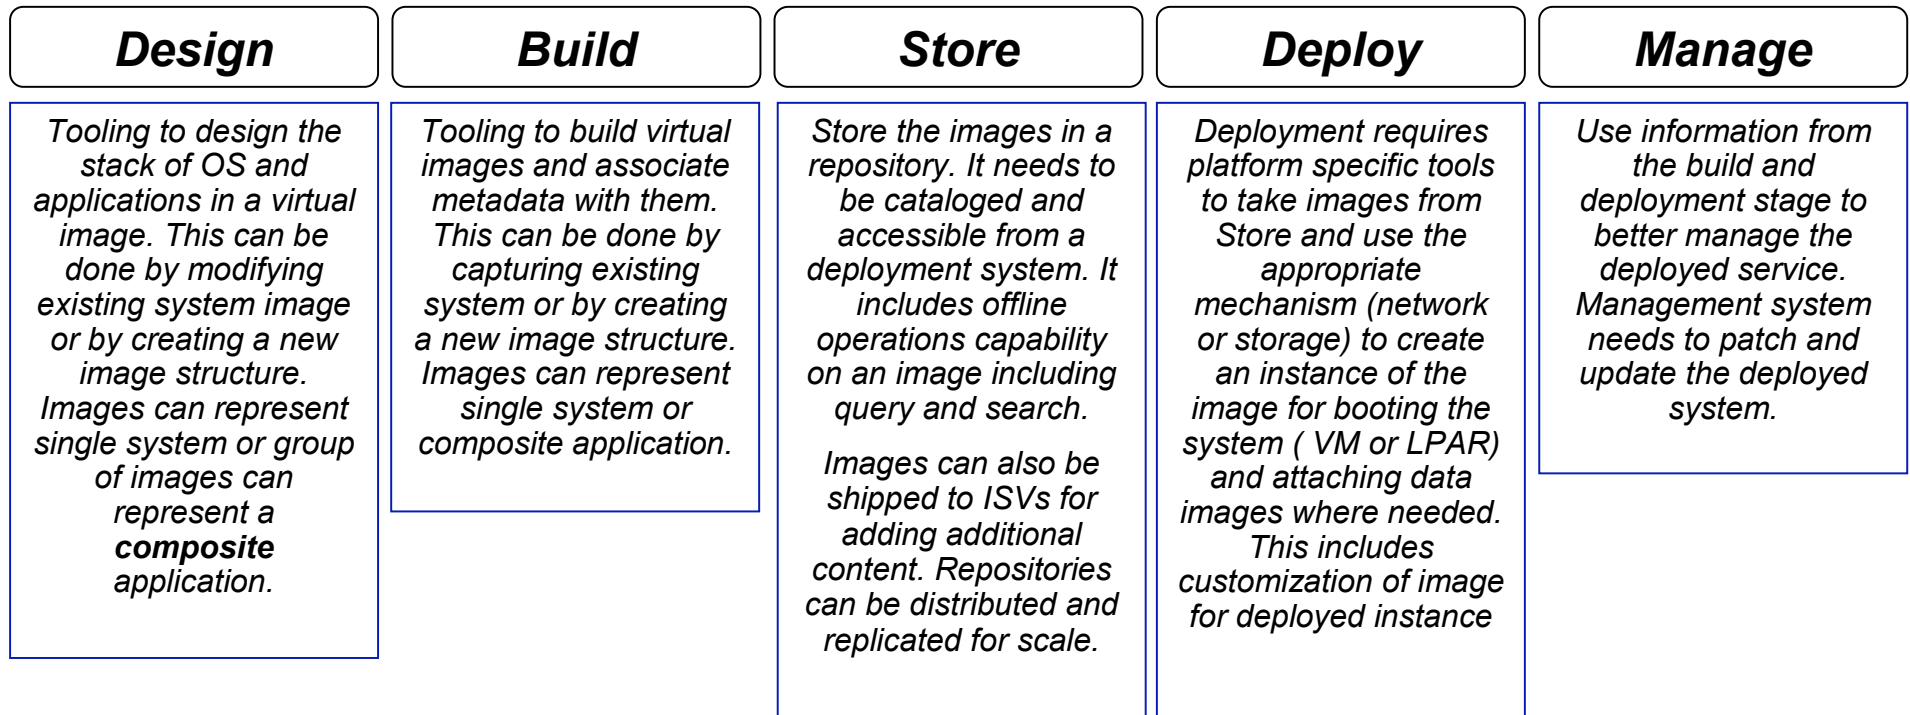 Design
Tooling to design the
stack of OS and
applications in a virtual
image. This can be
done by modifying
existing system image
or by creating a new
image structure.
Images can represent
single system or group
of images can
represent a
composite
application.
Build
Tooling to build virtual
images and associate
metadata with them.
This can be done by
capturing existing
system or by creating
a new image structure.
Images can represent
single system or
composite application.
Store
Store the images in a
repository. It needs to
be cataloged and
accessible from a
deployment system. It
includes offline
operations capability
on an image including
query and search.
Images can also be
shipped to ISVs for
adding additional
content. Repositories
can be distributed and
replicated for scale.
Deploy
Deployment requires
platform specific tools
to take images from
Store and use the
appropriate
mechanism (network
or storage) to create
an instance of the
image for booting the
system ( VM or LPAR)
and attaching data
images where needed.
This includes
customization of image
for deployed instance
Manage
Use information from
the build and
deployment stage to
better manage the
deployed service.
Management system
needs to patch and
update the deployed
system.